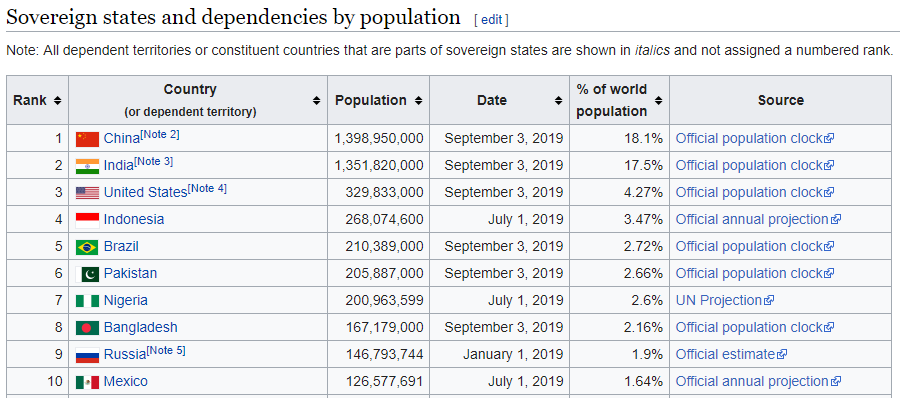 Sovereign states and dependencies by population [ edit ]
Note: All dependent territories or constituent countries that are parts of sovereign states are shown in italics and not assigned a numbered rank.
Rank Country (or dependent territory) Population Date % of world population Source
1 China[Note 2] 1,398,950,000 September 3, 2019 18.1% Official population clock
2 India[Note 3] 1,351,820,000 September 3, 2019 17.5% Official population clock
3 United States[Note 4] 329,833,000 September 3, 2019 4.27% Official population clock
4 Indonesia 268,074,600 July 1, 2019 3.47% Official annual projection
5 Brazil 210,389,000 September 3, 2019 2.72% Official population clock
6 Pakistan 205,887,000 September 3, 2019 2.66% Official population clock
7 Nigeria 200,963,599 July 1, 2019 2.6% UN Projection
8 Bangladesh 167,179,000 September 3, 2019 2.16% Official population clock
9 Russia[Note 5] 146,793,744 January 1, 2019 1.9% Official estimate
10 Mexico 126,577,691 July 1, 2019 1.64% Official annual projection